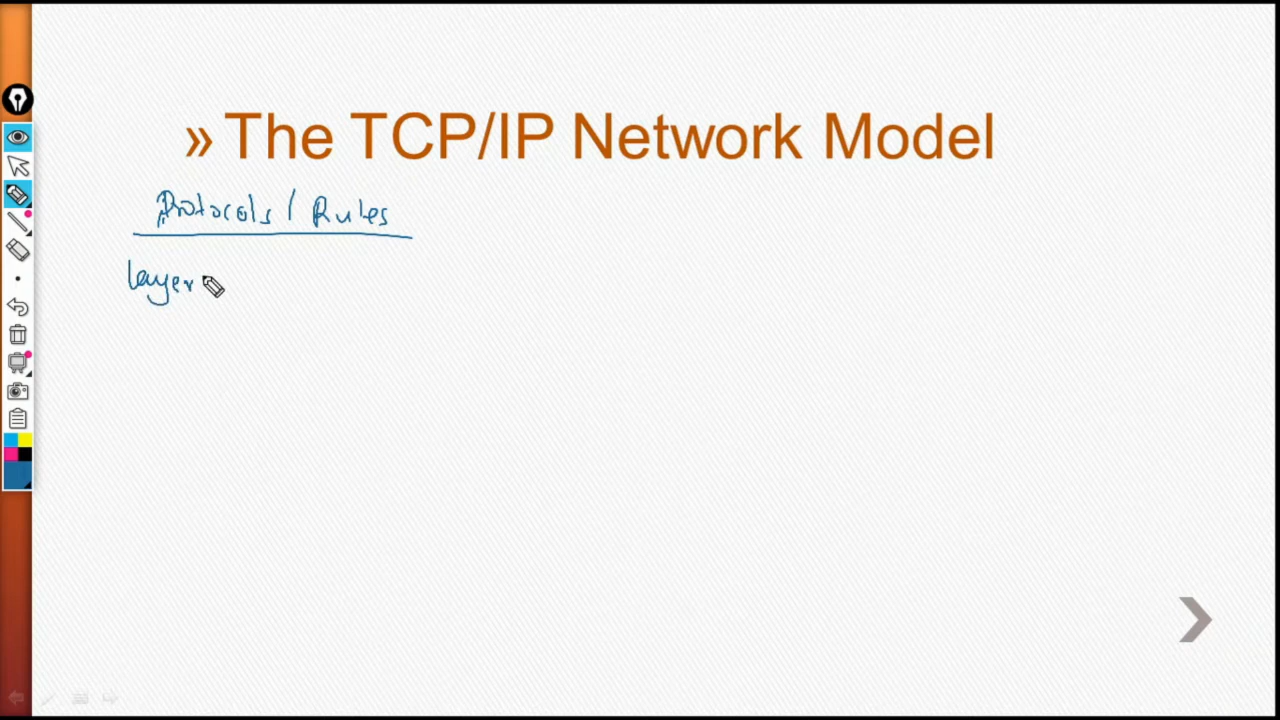 » The TCP/IP Network Model
Protocols / Rules
layer